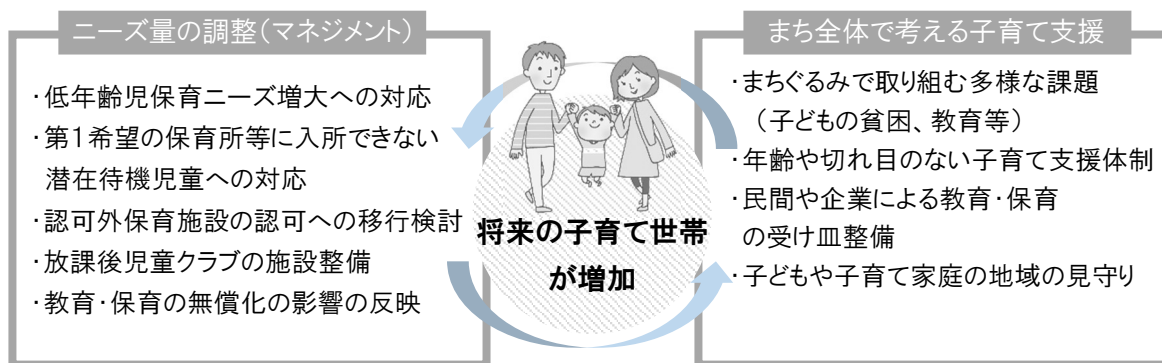 ニーズ量の調整(マネジメント)
・低年齢児保育ニーズ増大への対応
・第1希望の保育所等に入所できない
潜在待機児童への対応
・認可外保育施設の認可への移行検討
・放課後児童クラブの施設整備
・教育・保育の無償化の影響の反映
将来の子育て世帯
が増加
まち全体で考える子育て支援
・まちぐるみで取り組む多様な課題
(子どもの貧困、教育等)
・年齢や切れ目のない子育て支援体制
・民間や企業による教育・保育
の受け皿整備
・子どもや子育て家庭の地域の見守り